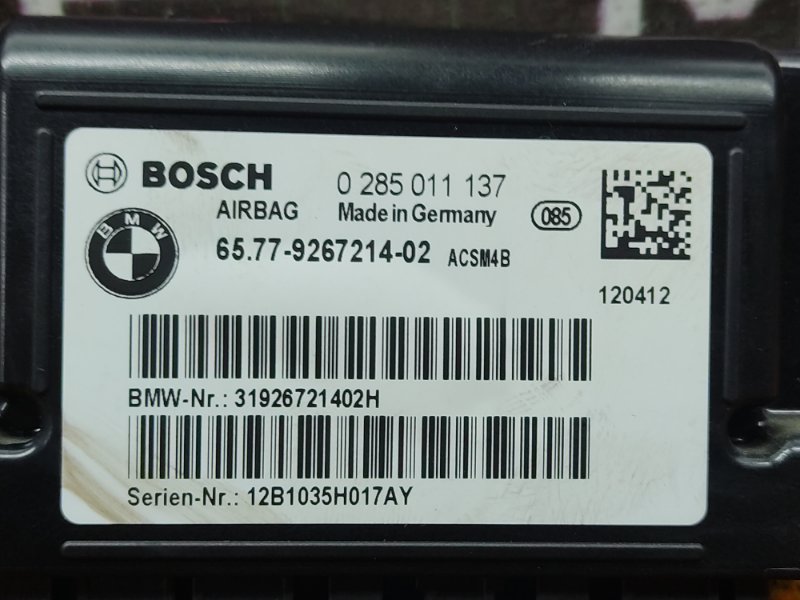 BOSCH 0 285 011 137
AIRBAG Made in Germany 085
BMW
65.77-9267214-02 ACSM4B
120412
BMW-Nr.: 31926721402H
Serien-Nr.: 12B1035H017AY